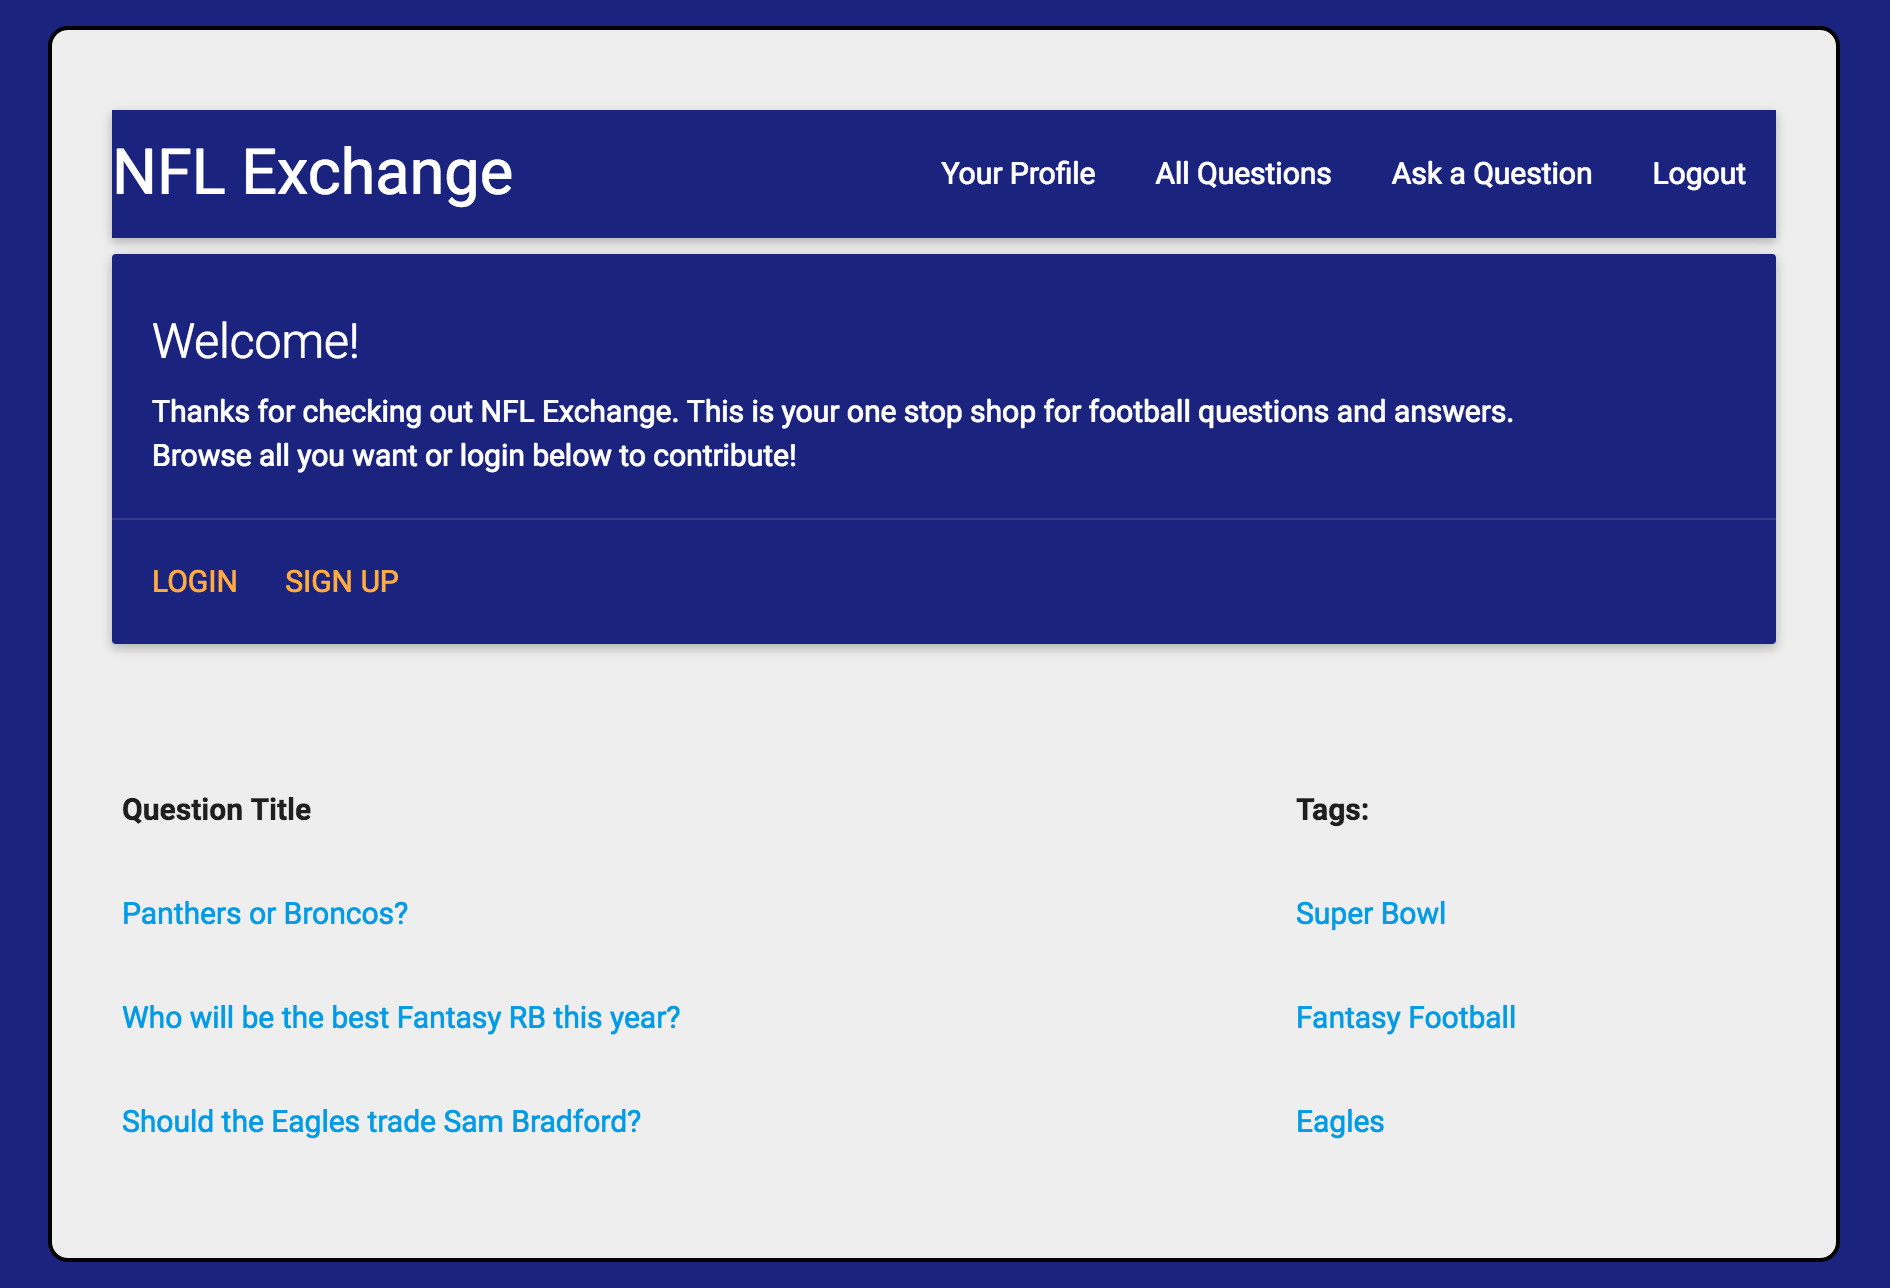 NFL Exchange Your Profile All Questions Ask a Question Logout
Welcome!
Thanks for checking out NFL Exchange. This is your one stop shop for football questions and answers.
Browse all you want or login below to contribute!
LOGIN SIGN UP
Question Title Tags:
Panthers or Broncos? Super Bowl
Who will be the best Fantasy RB this year? Fantasy Football
Should the Eagles trade Sam Bradford? Eagles